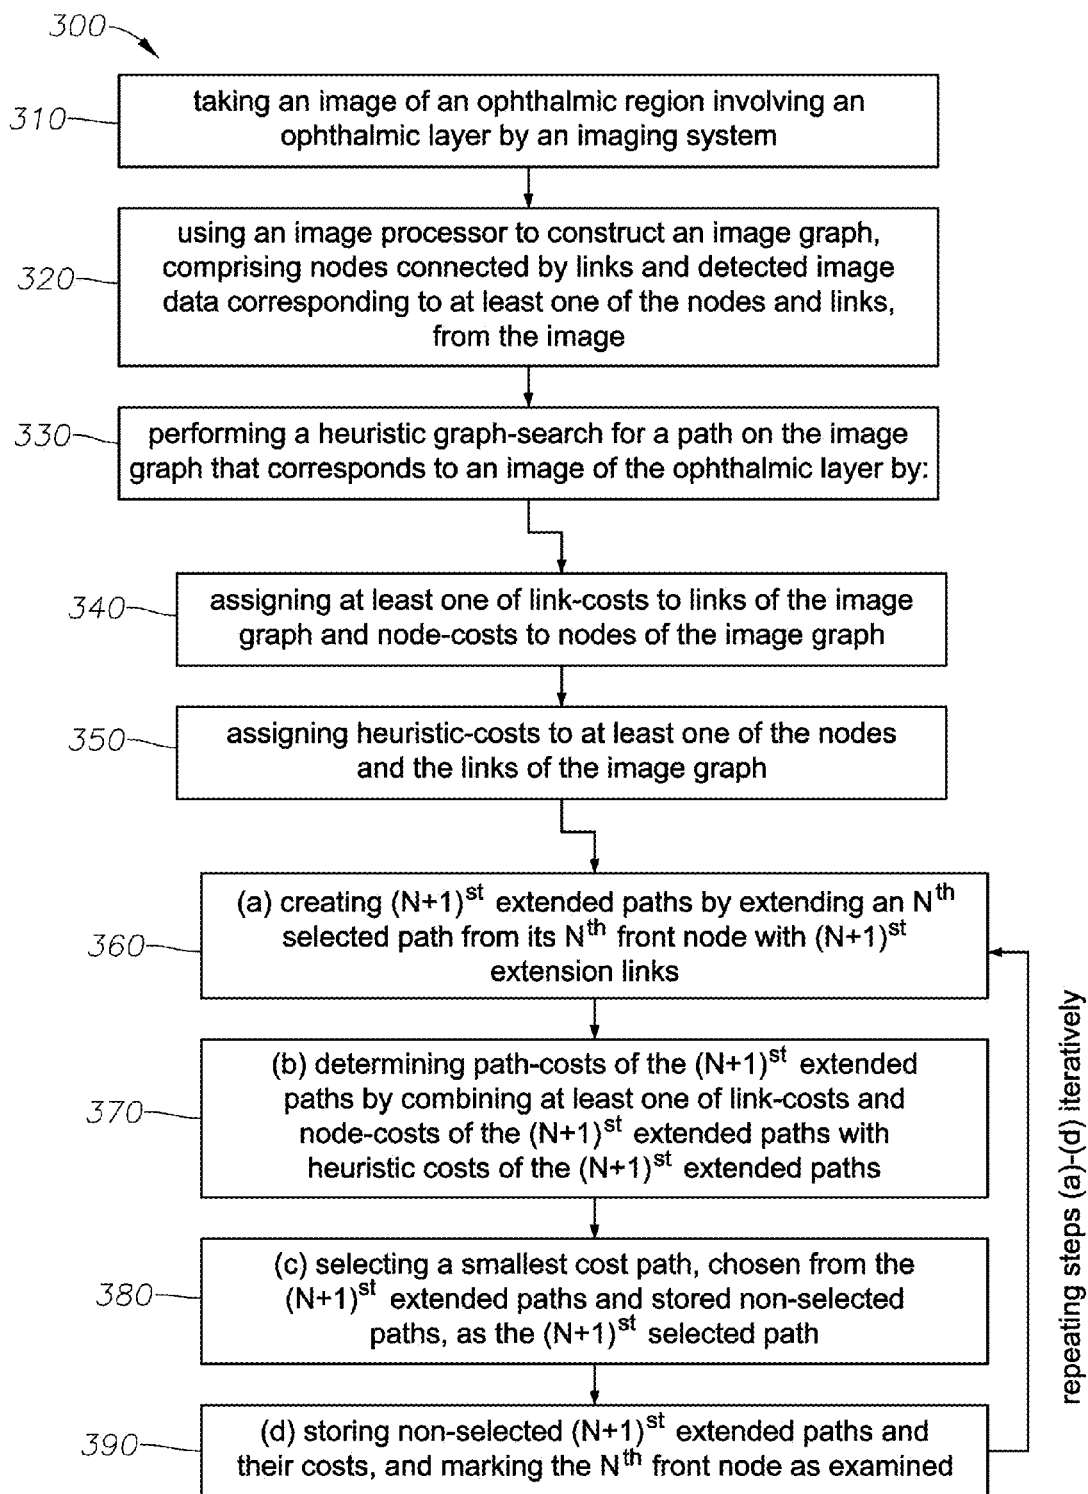 300
310
taking an image of an ophthalmic region involving an
ophthalmic layer by an imaging system
320
using an image processor to construct an image graph,
comprising nodes connected by links and detected image
data corresponding to at least one of the nodes and links,
from the image
330
performing a heuristic graph-search for a path on the image
graph that corresponds to an image of the ophthalmic layer by:
340
assigning at least one of link-costs to links of the image
graph and node-costs to nodes of the image graph
350
assigning heuristic-costs to at least one of the nodes
and the links of the image graph
360
(a) creating (N+1)st extended paths by extending an Nth
selected path from its Nth front node with (N+1)st
extension links
370
(b) determining path-costs of the (N+1)st extended
paths by combining at least one of link-costs and
node-costs of the (N+1)st extended paths with
heuristic costs of the (N+1)st extended paths
380
(c) selecting a smallest cost path, chosen from the
(N+1)st extended paths and stored non-selected
paths, as the (N+1)st selected path
390
(d) storing non-selected (N+1)st extended paths and
their costs, and marking the Nth front node as examined
repeating steps (a)-(d) iteratively